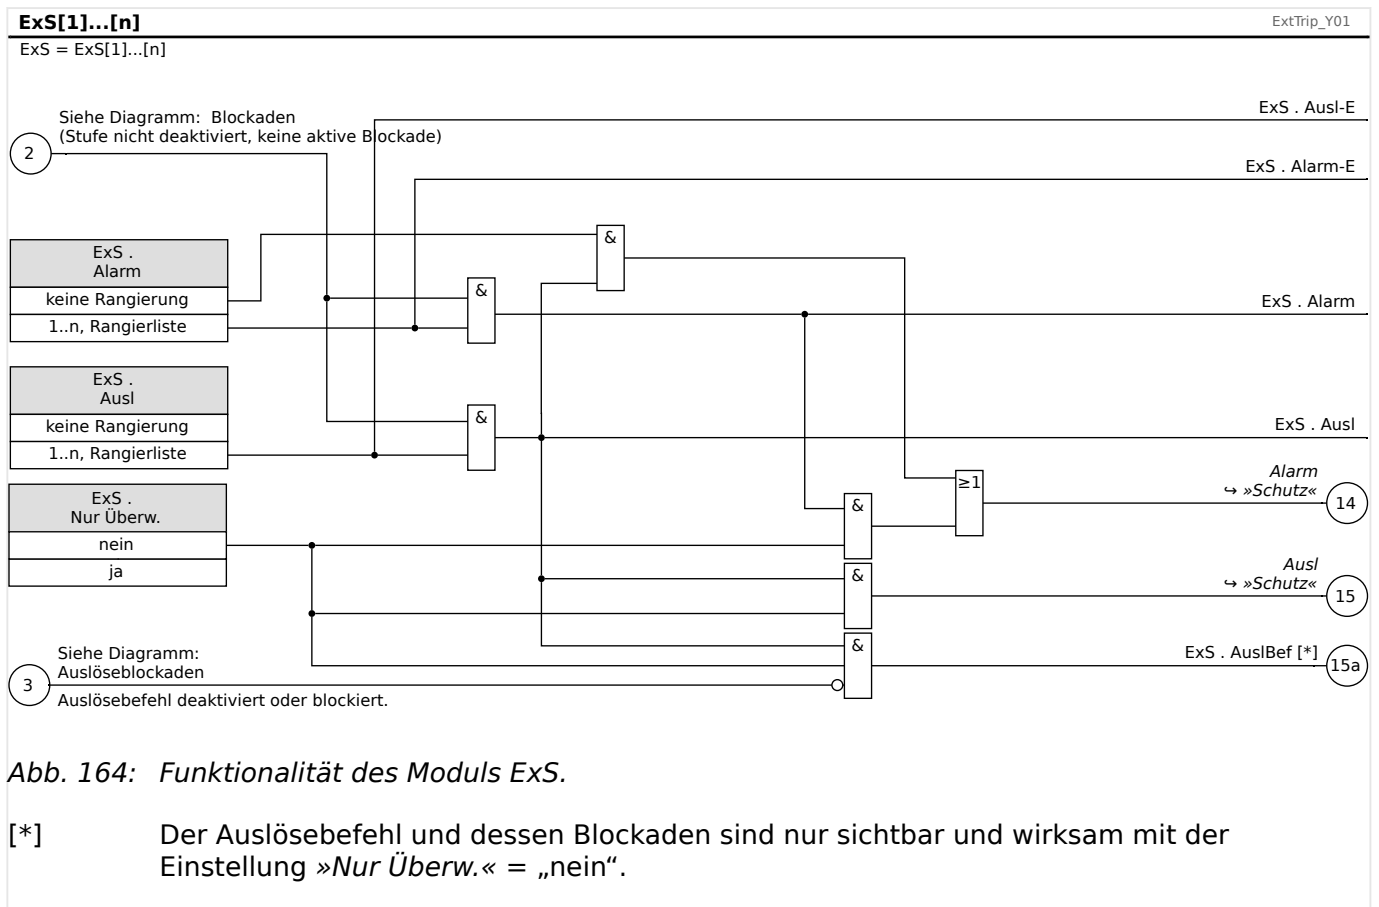 ExS[1]...[n]
ExtTrip_Y01
ExS = ExS[1]...[n]
Siehe Diagramm: Blockaden
(Stufe nicht deaktiviert, keine aktive Blockade)
2
ExS . Ausl-E
ExS . Alarm-E
ExS .
Alarm
keine Rangierung
1..n, Rangierliste
&
&
ExS . Alarm
ExS .
Ausl
keine Rangierung
1..n, Rangierliste
&
ExS . Ausl
ExS .
Nur Überw.
nein
ja
&
≥1
Alarm
↪ »Schutz«
14
&
Ausl
↪ »Schutz«
15
Siehe Diagramm:
Auslöseblockaden
3
Auslösebefehl deaktiviert oder blockiert.
&
ExS . AuslBef [*]
15a
Abb. 164: Funktionalität des Moduls ExS.
[*] Der Auslösebefehl und dessen Blockaden sind nur sichtbar und wirksam mit der
Einstellung »Nur Überw.« = „nein“.